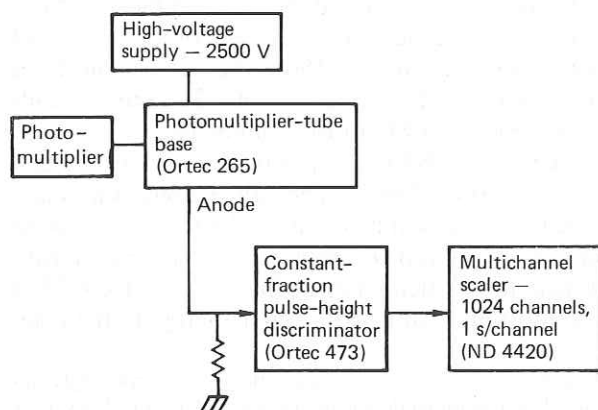 High-voltage
supply — 2500 V
Photo-
multiplier
Photomultiplier-tube
base
(Ortec 265)
Anode
Constant-
fraction
pulse-height
discriminator
(Ortec 473)
Multichannel
scaler —
1024 channels,
1 s/channel
(ND 4420)